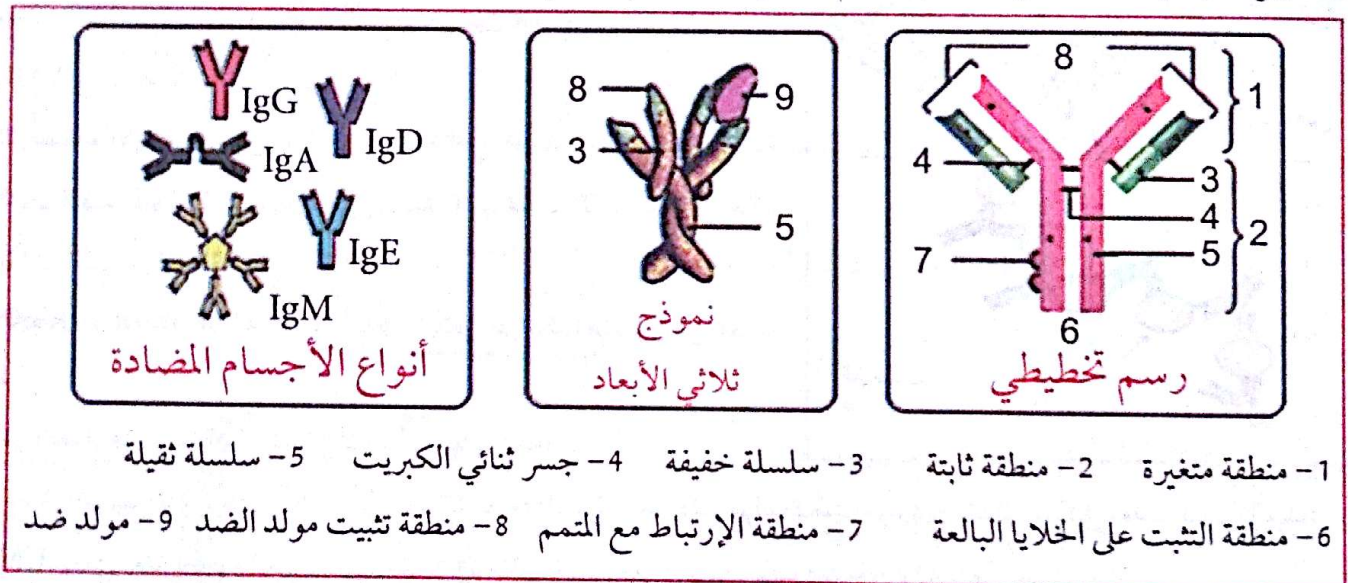 8
1
4
3
4
7
5
2
6
رسم تخطيطي
8
9
3
5
نموذج
ثلاثي الأبعاد
IgG
IgD
IgA
IgE
IgM
أنواع الأجسام المضادة
1- منطقة متغيرة 2- منطقة ثابتة 3- سلسلة خفيفة 4- جسر ثنائي الكبريت 5- سلسلة ثقيلة
6- منطقة التثبت على الخلايا البالعة 7- منطقة الإرتباط مع المتمم 8- منطقة تثبيت مولد الضد 9- مولد ضد